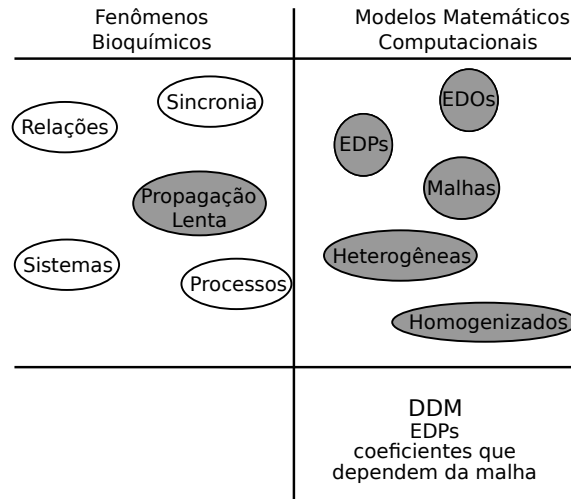 Fenômenos
Bioquímicos
Modelos Matemáticos
Computacionais
Sincronia
Relações
Propagação
Lenta
Sistemas
Processos
EDOs
EDPs
Malhas
Heterogêneas
Homogenizados
DDM
EDPs
coeficientes que
dependem da malha